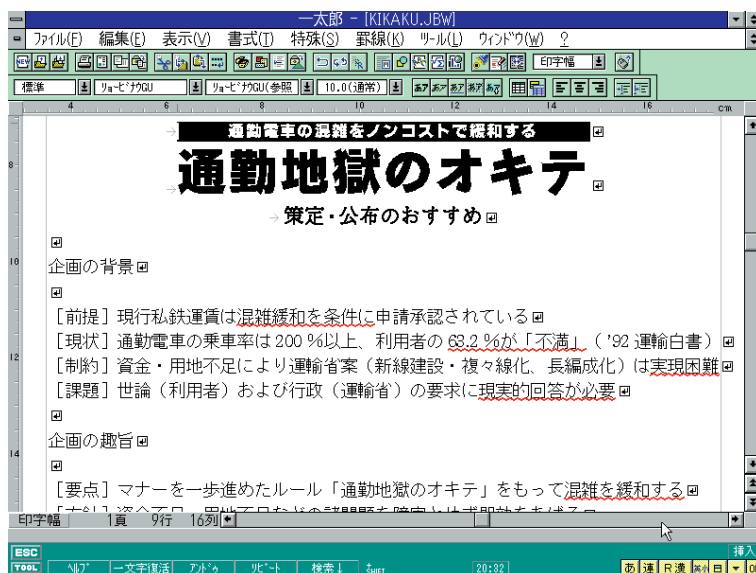 一太郎 - [KIKAKU.JBW]
ファイル(F) 編集(E) 表示(V) 書式(T) 特殊(S) 罫線(K) ツール(L) ウィンドウ(W) ?
印字幅
標準 リョービナウGU リョービナウGU(参照 10.0(通常)
4 6 8 10 12 14 16 cm
通勤電車の混雑をノンコストで緩和する
8
通勤地獄のオキテ
策定・公布のおすすめ
10
企画の背景
[前提] 現行私鉄運賃は混雑緩和を条件に申請承認されている
[現状] 通勤電車の乗車率は200%以上、利用者の63.2%が「不満」('92運輸白書)
12
[制約] 資金・用地不足により運輸省案(新線建設・複々線化、長編成化)は実現困難
[課題] 世論(利用者)および行政(運輸省)の要求に現実的回答が必要
企画の趣旨
14
[要点] マナーを一歩進めたルール「通勤地獄のオキテ」をもって混雑を緩和する
印字幅 1頁 9行 16列
ESC 挿入
TOOL ヘルプ 一文字復活 アンドゥ リピート 検索↓ SHIFT 20:32 あ 連 R漢 英小